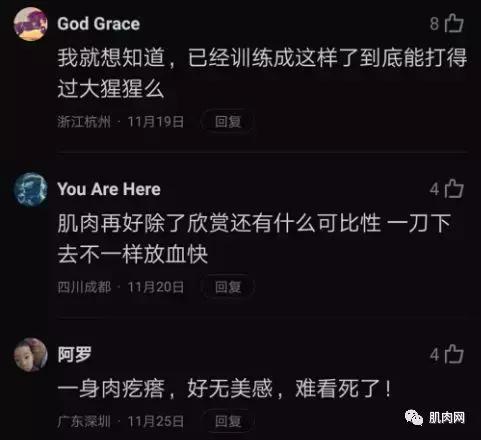 God Grace
8
我就想知道，已经训练成这样了到底能打得
过大猩猩么
浙江杭州 · 11月19日 回复
You Are Here
4
肌肉再好除了欣赏还有什么可比性 一刀下
去不一样放血快
四川成都 · 11月20日 回复
阿罗
4
一身肉疙瘩，好无美感，难看死了！
广东深圳 · 11月25日 回复
肌肉网